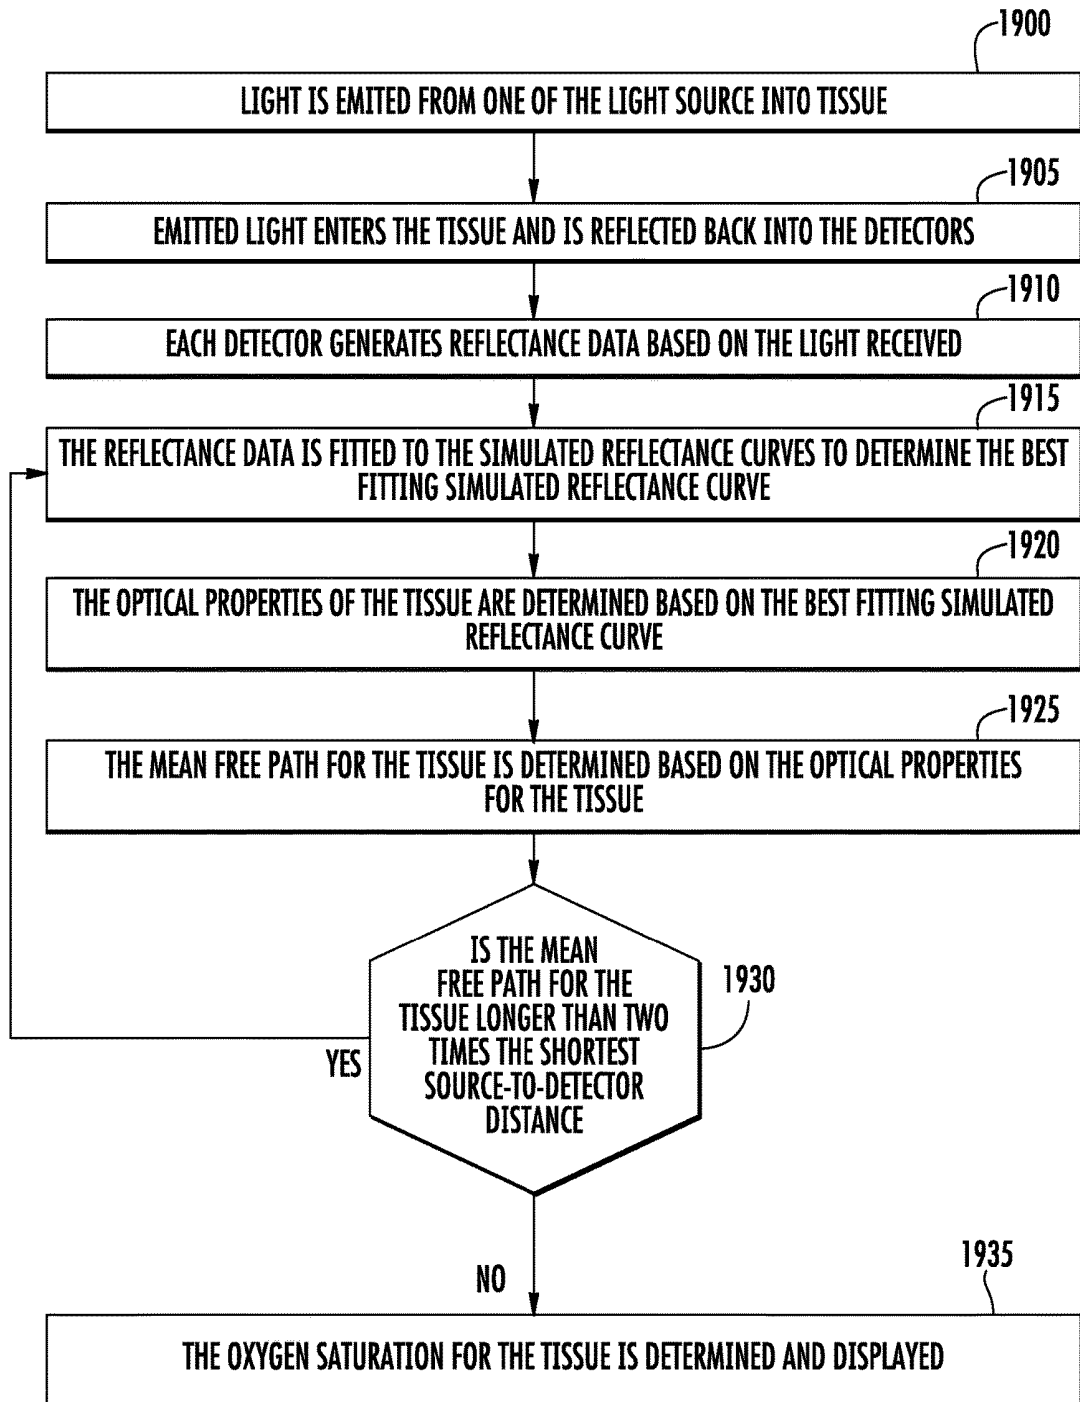 1900
LIGHT IS EMITED FROM ONE OF THE LIGHT SOURCE INTO TISSUE
1905
EMITTED LIGHT ENTERS THE TISSUE AND IS REFLECTED BACK INTO THE DETECTORS
1910
EACH DETECTOR GENERATES REFLECTANCE DATA BASED ON THE LIGHT RECEIVED
1915
THE REFLECTANCE DATA IS FITTED TO THE SIMULATED REFLECTANCE CURVES TO DETERMINE THE BEST
FITTING SIMULATED REFLECTANCE CURVE
1920
THE OPTICAL PROPERTIES OF THE TISSUE ARE DETERMINED BASED ON THE BEST FITTING SIMULATED
REFLECTANCE CURVE
1925
THE MEAN FREE PATH FOR THE TISSUE IS DETERMINED BASED ON THE OPTICAL PROPERTIES
FOR THE TISSUE
IS THE MEAN
FREE PATH FOR THE
TISSUE LONGER THAN TWO
TIMES THE SHORTEST
SOURCE-TO-DETECTOR
DISTANCE
1930
YES
NO
1935
THE OXYGEN SATURATION FOR THE TISSUE IS DETERMINED AND DISPLAYED